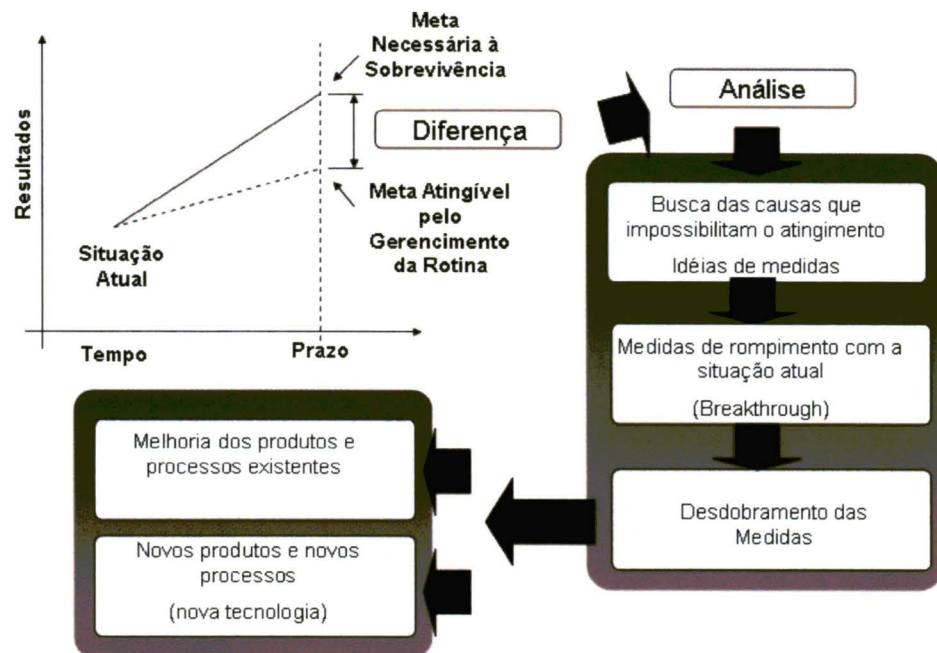 Meta
Necessária à
Sobrevivência
Resultados
Diferença
Meta Atingível
pelo
Gerencimento
da Rotina
Situação
Atual
Tempo
Prazo
Análise
Busca das causas que
impossibilitam o atingimento
Idéias de medidas
Medidas de rompimento com a
situação atual
(Breakthrough)
Desdobramento das
Medidas
Melhoria dos produtos e
processos existentes
Novos produtos e novos
processos
(nova tecnologia)